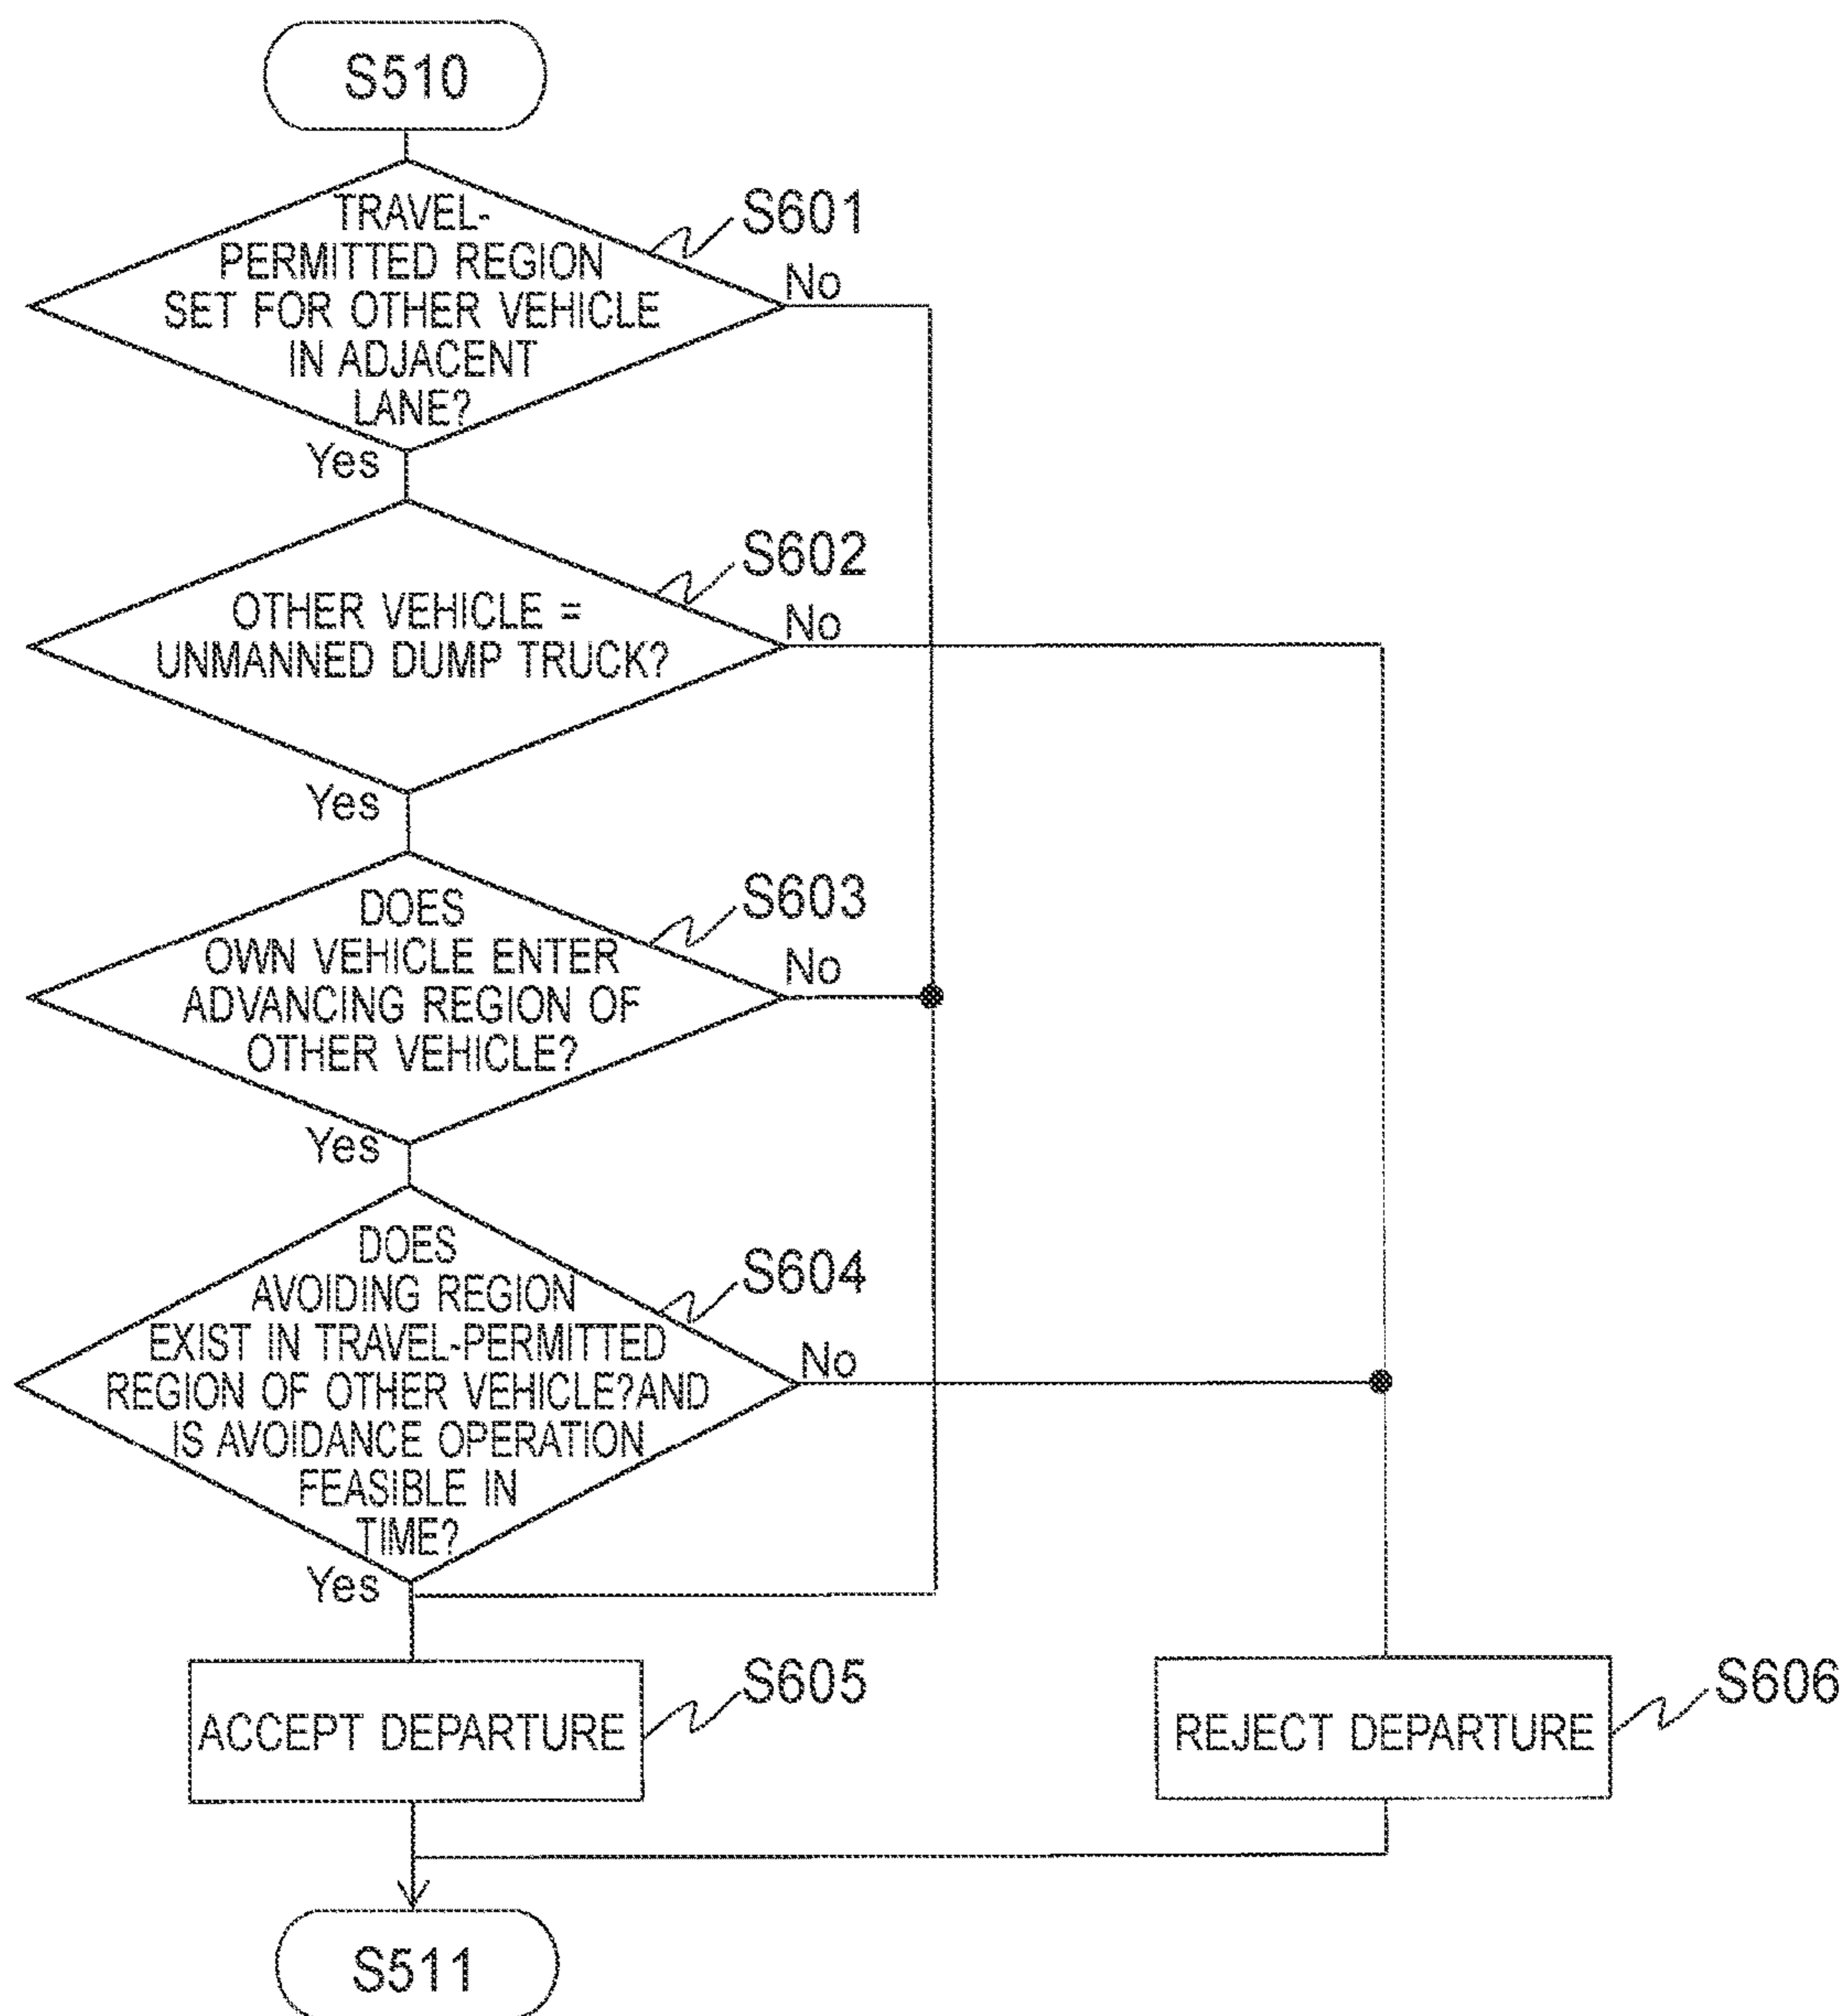 S510
TRAVEL-
PERMITTED REGION
SET FOR OTHER VEHICLE
IN ADJACENT
LANE?
S601
No
Yes
OTHER VEHICLE =
UNMANNED DUMP TRUCK?
S602
No
Yes
DOES
OWN VEHICLE ENTER
ADVANCING REGION OF
OTHER VEHICLE?
S603
No
Yes
DOES
AVOIDING REGION
EXIST IN TRAVEL-PERMITTED
REGION OF OTHER VEHICLE?AND
IS AVOIDANCE OPERATION
FEASIBLE IN
TIME?
S604
No
Yes
ACCEPT DEPARTURE
S605
REJECT DEPARTURE
S606
S511